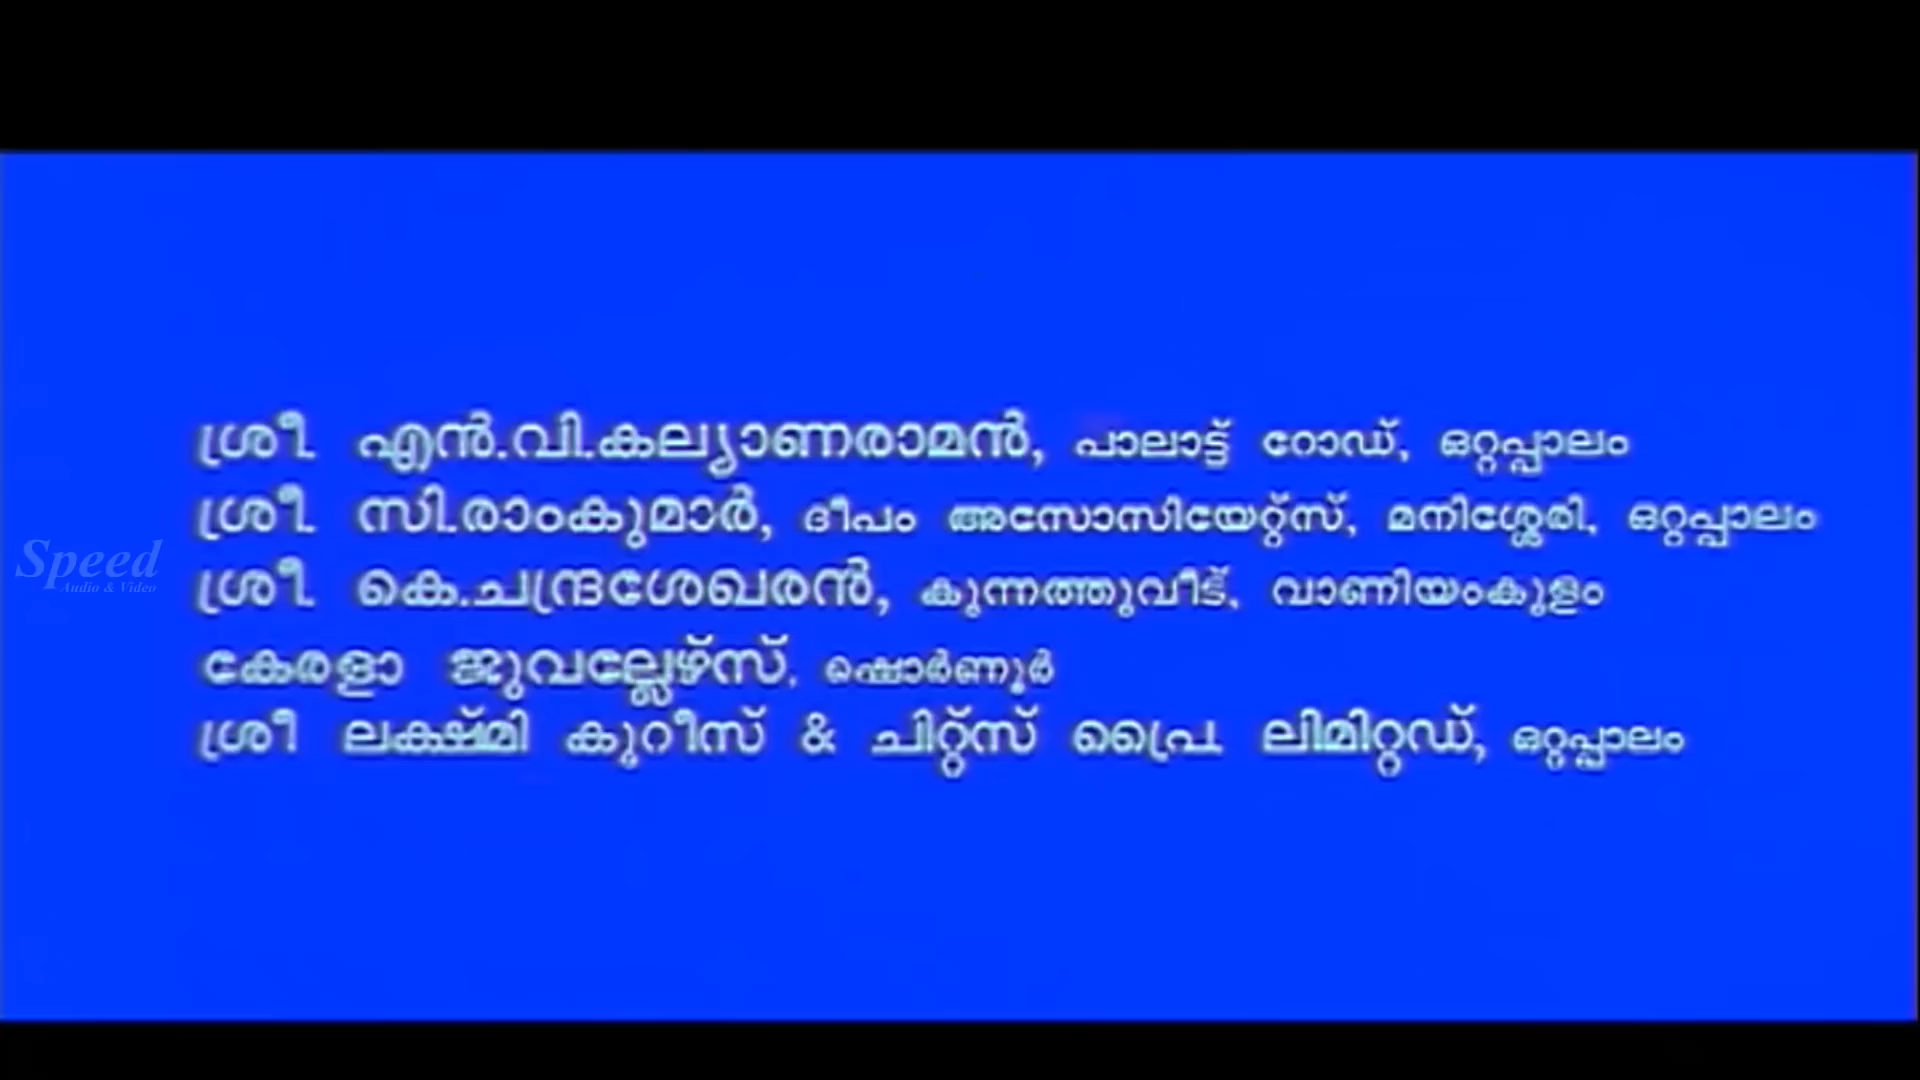 ശ്രീ. എൻ.വി.കല്യാണരാമൻ, പാലാട്ട് റോഡ്, ഒറ്റപ്പാലം
ശ്രീ. സി.രാംകുമാർ, ദീപം അസോസിയേറ്റ്സ്, മനിശ്ശേരി, ഒറ്റപ്പാലം
ശ്രീ. കെ.ചന്ദ്രശേഖരൻ, കുന്നത്തുവീട്, വാണിയംകുളം
കേരളാ ജുവല്ലേഴ്സ്, ഷൊർണൂർ
ശ്രീ ലക്ഷ്മി കുറീസ് & ചിറ്റ്സ് പ്രൈ. ലിമിറ്റഡ്, ഒറ്റപ്പാലം
Speed
Audio & Video